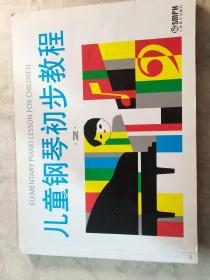 ELEMENTARY PIANO LESSON FOR CHILDREN
儿童钢琴初步教程
2
SMPH